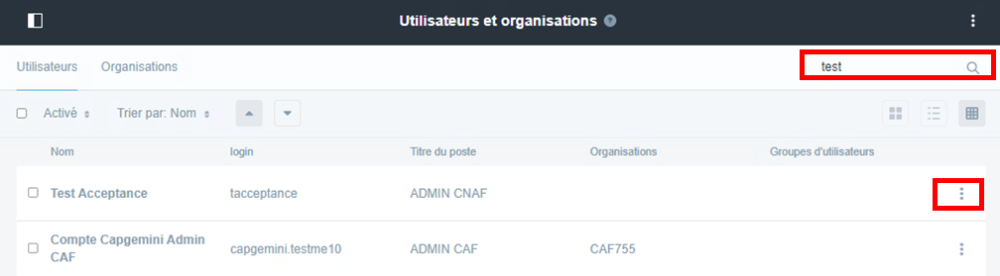 Utilisateurs et organisations ?
Utilisateurs Organisations test
Activé Trier par: Nom
Nom login Titre du poste Organisations Groupes d'utilisateurs
Test Acceptance tacceptance ADMIN CNAF
Compte Capgemini Admin CAF capgemini.testme10 ADMIN CAF CAF755